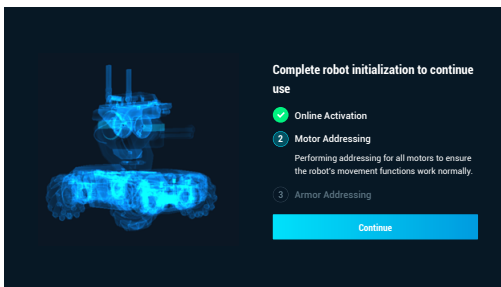 Complete robot initialization to continue
use
Online Activation
2 Motor Addressing
Performing addressing for all motors to ensure
the robot's movement functions work normally.
3 Armor Addressing
Continue